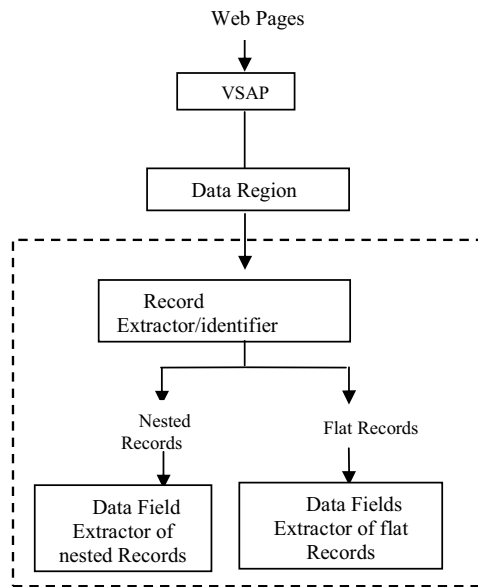 Web Pages
VSAP
Data Region
Record
Extractor/identifier
Nested
Records
Flat Records
Data Field
Extractor of
nested Records
Data Fields
Extractor of flat
Records